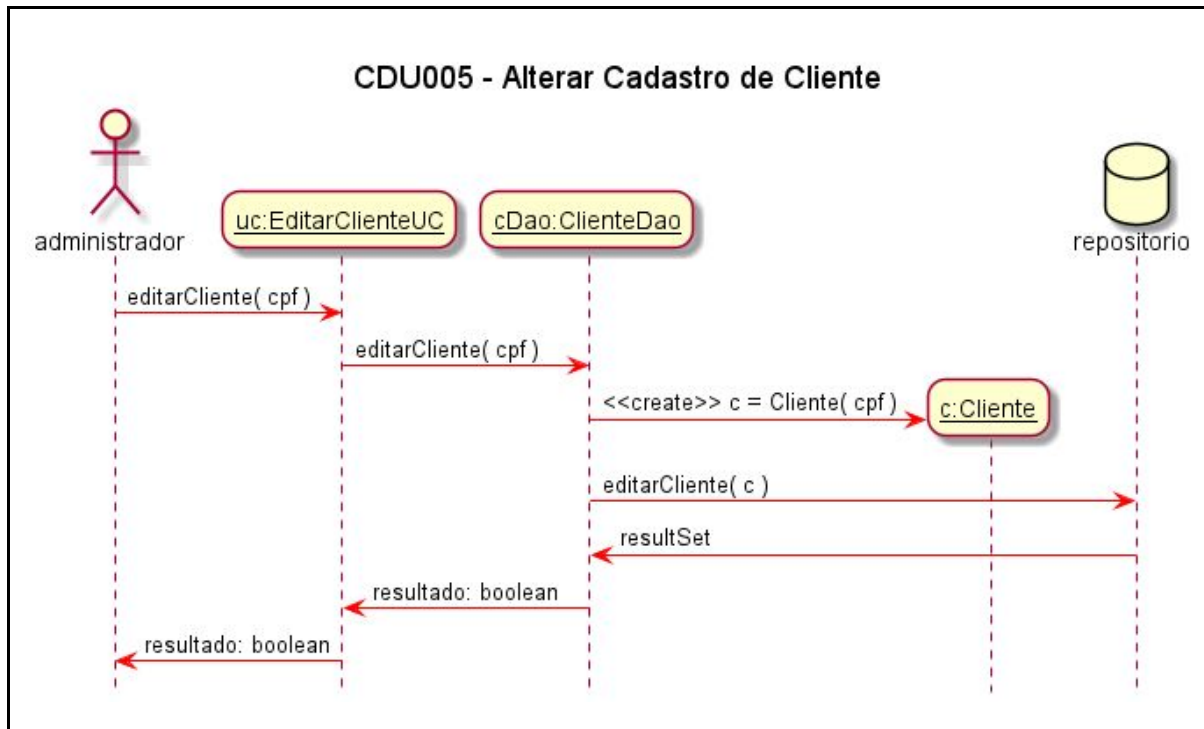 CDU005 - Alterar Cadastro de Cliente
administrador
uc:EditarClienteUC
cDao:ClienteDao
repositorio
editarCliente( cpf )
editarCliente( cpf )
<<create>> c = Cliente( cpf )
c:Cliente
editarCliente( c )
resultSet
resultado: boolean
resultado: boolean